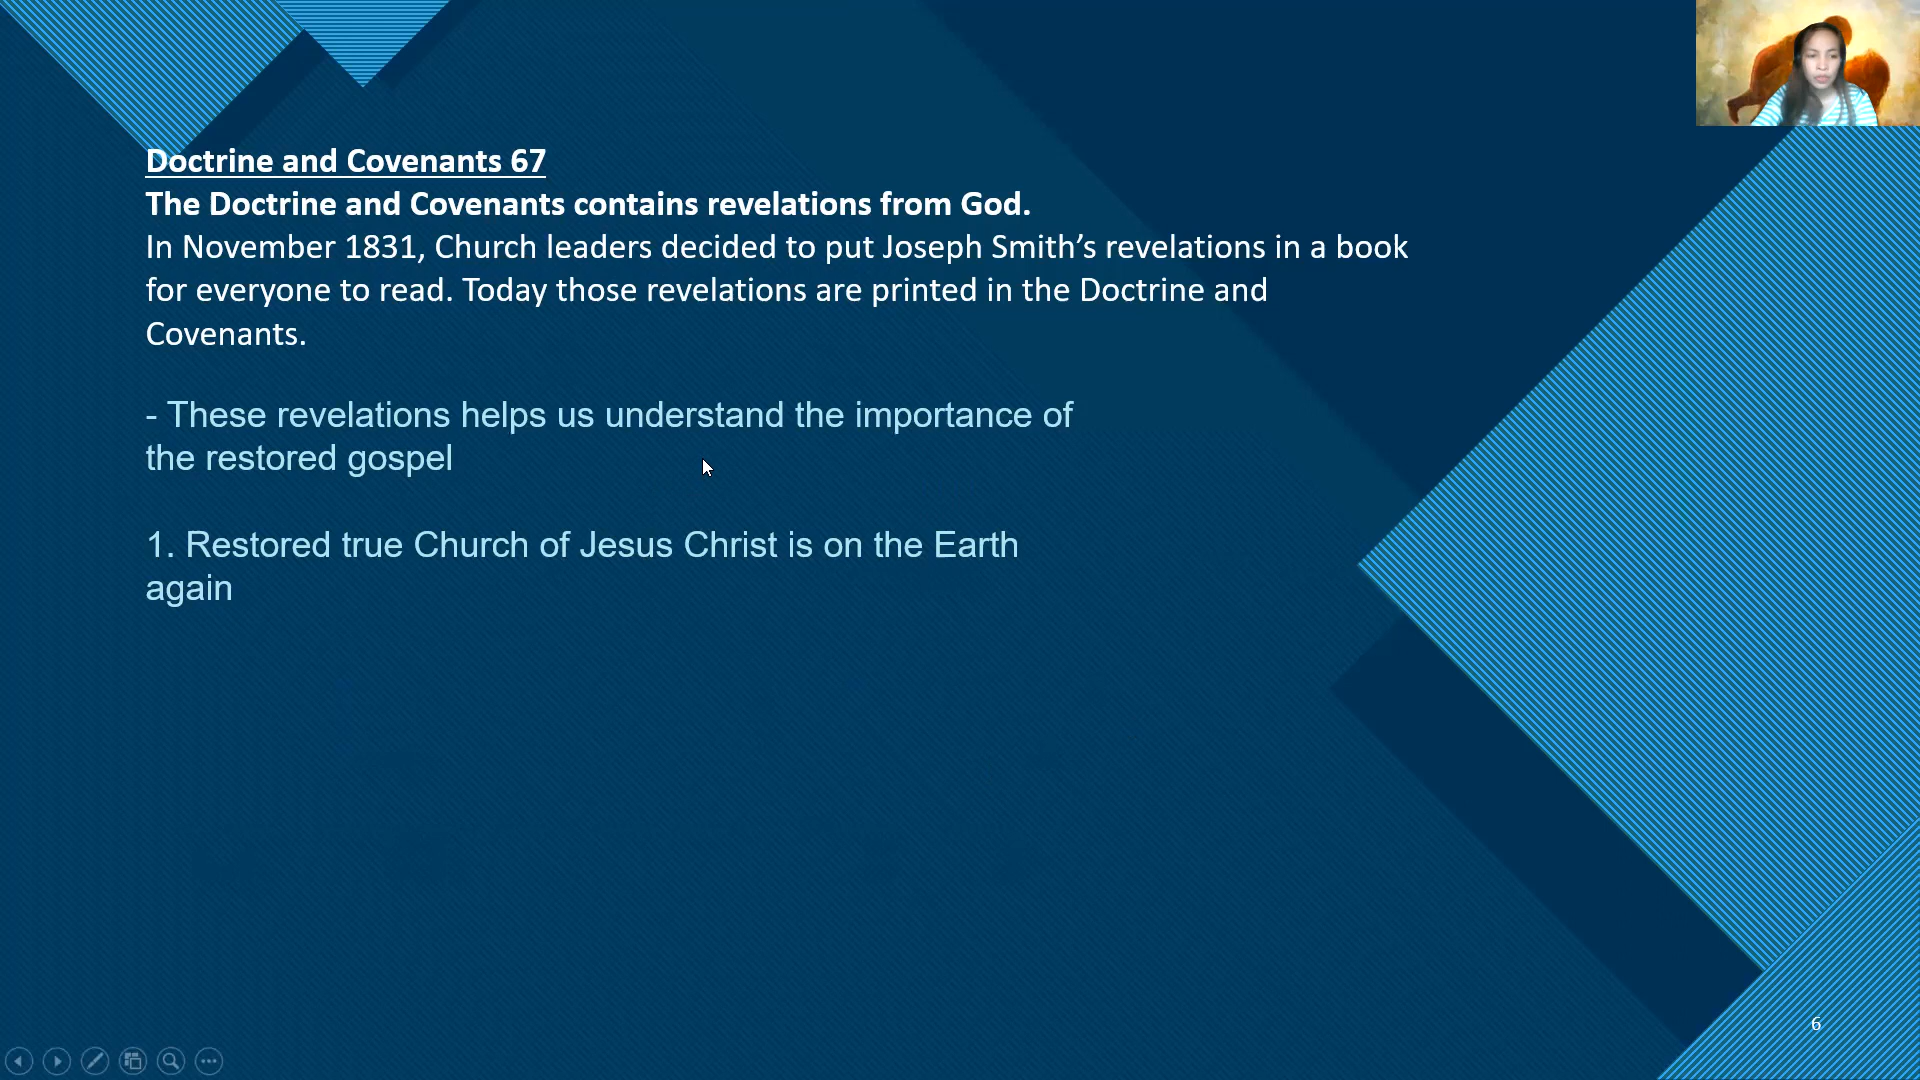 Doctrine and Covenants 67
The Doctrine and Covenants contains revelations from God.
In November 1831, Church leaders decided to put Joseph Smith’s revelations in a book
for everyone to read. Today those revelations are printed in the Doctrine and
Covenants.
- These revelations helps us understand the importance of
the restored gospel
1. Restored true Church of Jesus Christ is on the Earth
again
6